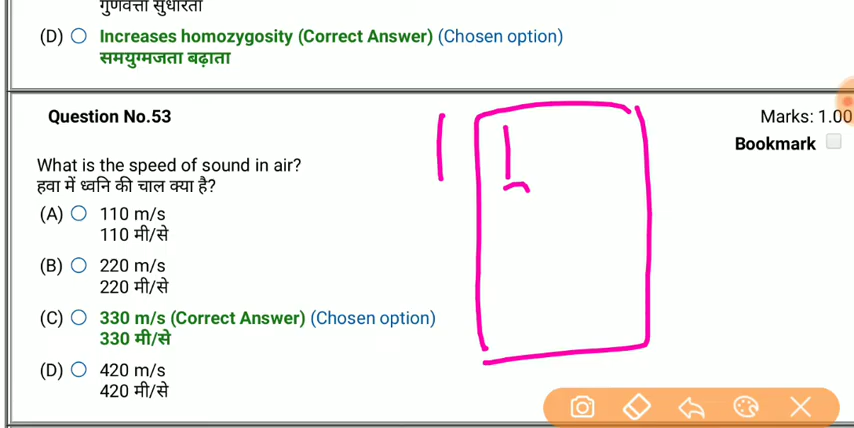 गुणवत्ता सुधारता
(D) Increases homozygosity (Correct Answer) (Chosen option)
समयुग्मजता बढ़ाता
Question No.53
Marks: 1.00
Bookmark
What is the speed of sound in air?
हवा में ध्वनि की चाल क्या है?
(A) 110 m/s
110 मी/से
(B) 220 m/s
220 मी/से
(C) 330 m/s (Correct Answer) (Chosen option)
330 मी/से
(D) 420 m/s
420 मी/से